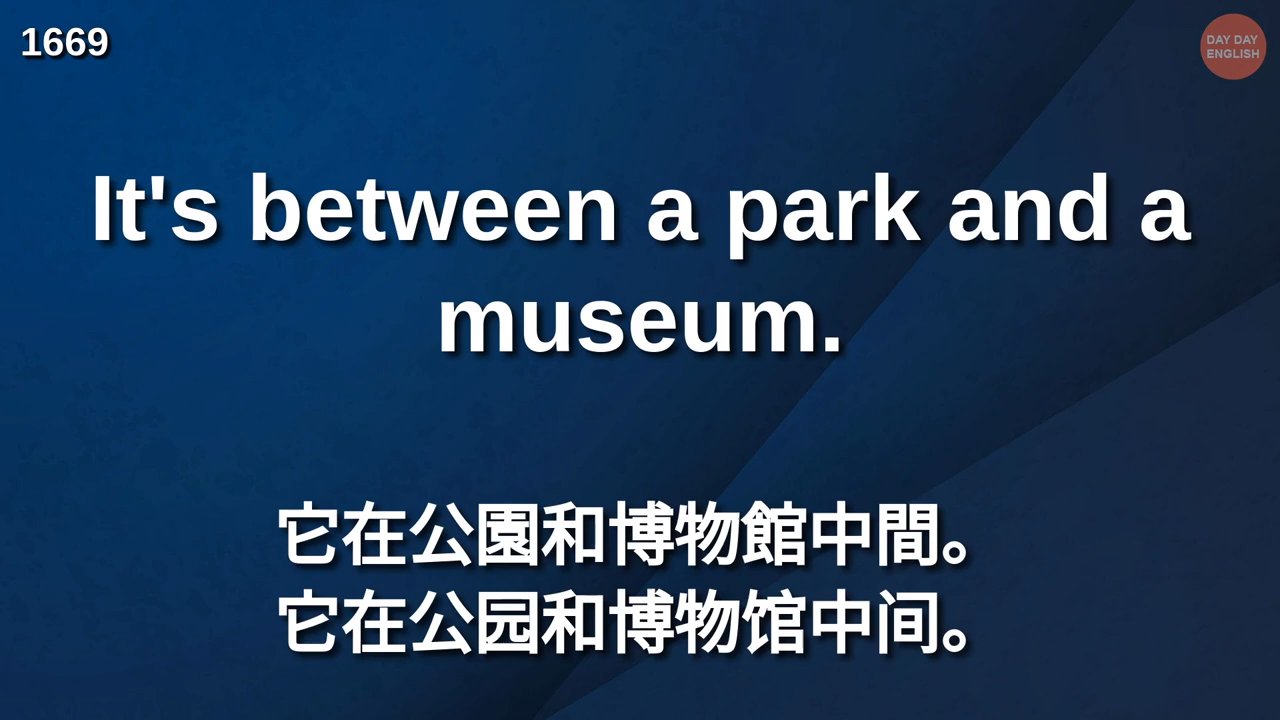 1669
DAY DAY
ENGLISH
It's between a park and a
museum.
它在公園和博物館中間。
它在公园和博物馆中间。